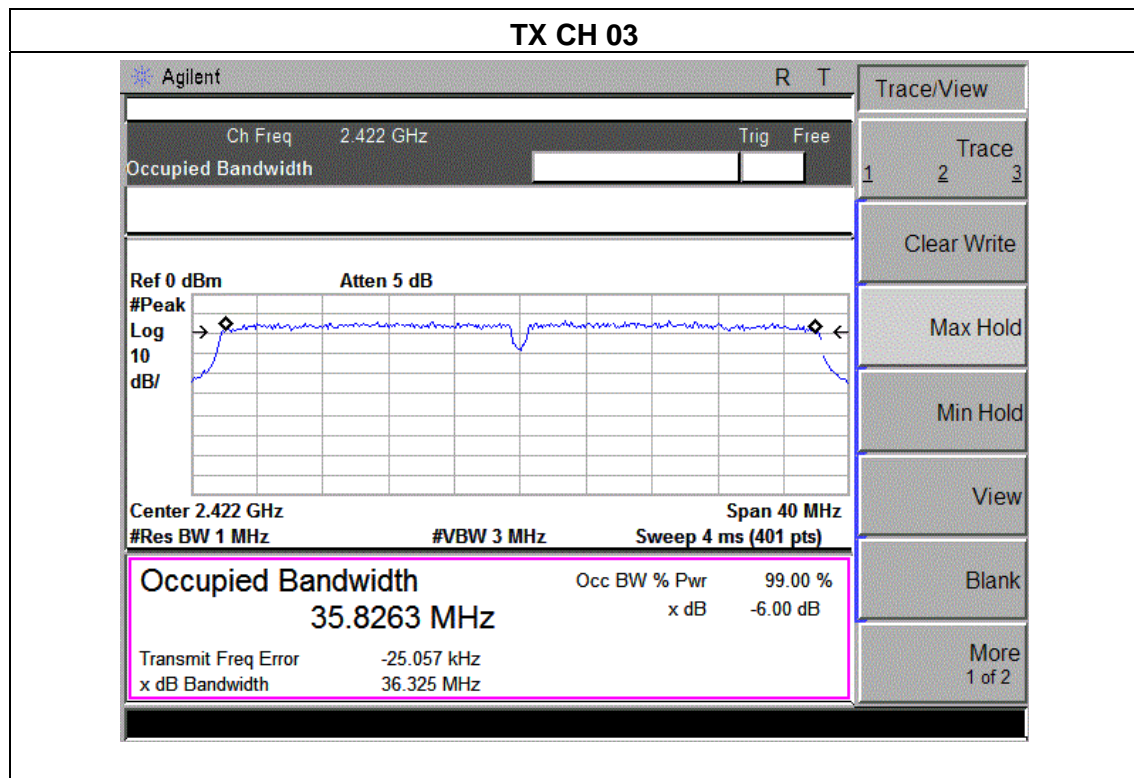 TX CH 03
Agilent R T
Trace/View
Ch Freq 2.422 GHz Trig Free
Occupied Bandwidth
Trace
1 2 3
Clear Write
Ref 0 dBm Atten 5 dB
#Peak
Log
10
dB/
Max Hold
Min Hold
View
Center 2.422 GHz Span 40 MHz
#Res BW 1 MHz #VBW 3 MHz Sweep 4 ms (401 pts)
Occupied Bandwidth Occ BW % Pwr 99.00 %
35.8263 MHz x dB -6.00 dB
Blank
Transmit Freq Error -25.057 kHz
x dB Bandwidth 36.325 MHz
More
1 of 2